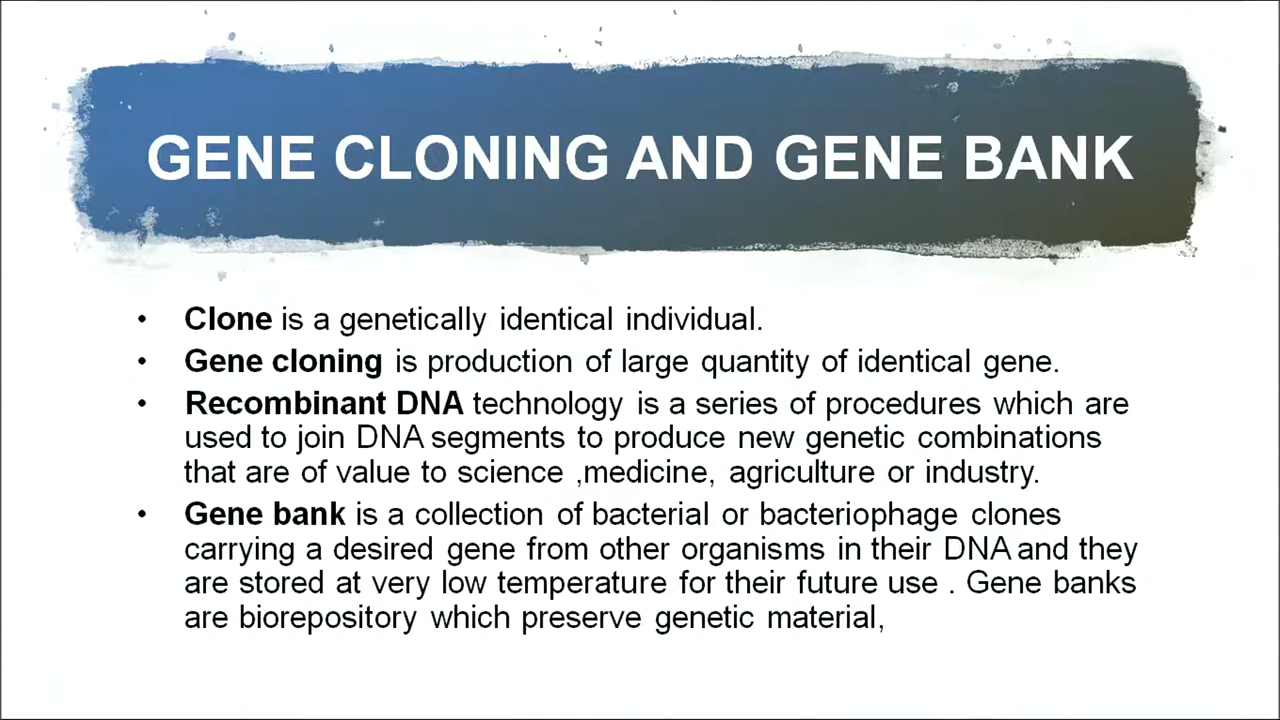 GENE CLONING AND GENE BANK
• Clone is a genetically identical individual.
• Gene cloning is production of large quantity of identical gene.
• Recombinant DNA technology is a series of procedures which are
used to join DNA segments to produce new genetic combinations
that are of value to science ,medicine, agriculture or industry.
• Gene bank is a collection of bacterial or bacteriophage clones
carrying a desired gene from other organisms in their DNA and they
are stored at very low temperature for their future use . Gene banks
are biorepository which preserve genetic material,